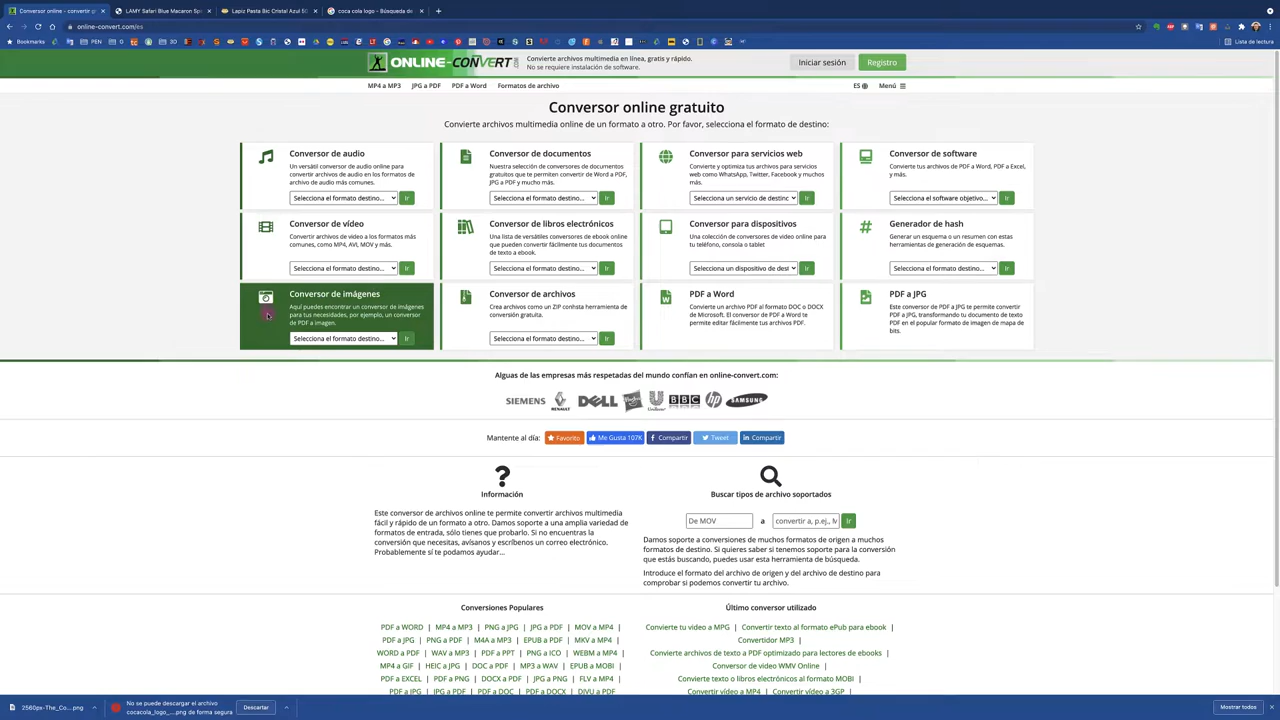 Conversor online - convertir g
LAMY Safari Blue Macaron Spe
Lapiz Pasta Bic Cristal Azul 50
coca cola logo - Búsqueda de
online-convert.com/es
Bookmarks
PEN
3D
Lista de lectura
ONLINE-CONVERT.COM
Convierte archivos multimedia en línea, gratis y rápido.
No se requiere instalación de software.
Iniciar sesión
Registro
MP4 a MP3
JPG a PDF
PDF a Word
Formatos de archivo
ES
Menú
Conversor online gratuito
Convierte archivos multimedia online de un formato a otro. Por favor, selecciona el formato de destino:
Conversor de audio
Un versátil conversor de audio online para
convertir archivos de audio en los formatos de
archivo de audio más comunes.
Selecciona el formato destino...
Ir
Conversor de documentos
Nuestra selección de conversores de documentos
gratuitos que te permiten convertir de Word a PDF,
JPG a PDF y mucho más.
Selecciona el formato destino...
Ir
Conversor para servicios web
Convierte y optimiza tus archivos para servicios
web como WhatsApp, Twitter, Facebook y muchos
más.
Selecciona un servicio de destinc
Ir
Conversor de software
Convierte tus archivos de PDF a Word, PDF a Excel,
y más.
Selecciona el software objetivo...
Ir
Conversor de vídeo
Convertir archivos de vídeo a los formatos más
comunes, como MP4, AVI, MOV y más.
Selecciona el formato destino...
Ir
Conversor de libros electrónicos
Una lista de versátiles conversores de ebook online
que pueden convertir fácilmente tus documentos
de texto a ebook.
Selecciona el formato destino...
Ir
Conversor para dispositivos
Una colección de conversores de vídeo online para
tu teléfono, consola o tablet
Selecciona un dispositivo de desi
Ir
Generador de hash
Generar un esquema o un resumen con estas
herramientas de generación de esquemas.
Selecciona el formato destino...
Ir
Conversor de imágenes
Aquí puedes encontrar un conversor de imágenes
para tus necesidades, por ejemplo, un conversor
de PDF a imagen.
Selecciona el formato destino...
Ir
Conversor de archivos
Crea archivos como un ZIP confista herramienta de
conversión gratuita.
Selecciona el formato destino...
Ir
PDF a Word
Convierte un archivo PDF al formato DOC o DOCX
de Microsoft. El conversor de PDF a Word te
permite editar fácilmente tus archivos PDF.
PDF a JPG
Este conversor de PDF a JPG te permite convertir
PDF a JPG, transformando tu documento de texto
PDF en el popular formato de imagen de mapa de
bits.
Alguas de las empresas más respetadas del mundo confían en online-convert.com:
SIEMENS
RENAULT
DELL
Hasbro
Unilever
BBC
hp
SAMSUNG
Mantente al día:
Favorito
Me Gusta 107K
Compartir
Tweet
Compartir
Información
Este conversor de archivos online te permite convertir archivos multimedia
fácil y rápido de un formato a otro. Damos soporte a una amplia variedad de
formatos de entrada, sólo tienes que probarlo. Si no encuentras la
conversión que necesitas, avísanos y escríbenos un correo electrónico.
Probablemente sí te podamos ayudar...
Buscar tipos de archivo soportados
De MOV
a
convertir a, p.ej., M
Ir
Damos soporte a conversiones de muchos formatos de origen a muchos
formatos de destino. Si quieres saber si tenemos soporte para la conversión
que estás buscando, puedes usar esta herramienta de búsqueda.
Introduce el formato del archivo de origen y del archivo de destino para
comprobar si podemos convertir tu archivo.
Conversiones Populares
PDF a WORD | MP4 a MP3 | PNG a JPG | JPG a PDF | MOV a MP4 |
PDF a JPG | PNG a PDF | M4A a MP3 | EPUB a PDF | MKV a MP4 |
WORD a PDF | WAV a MP3 | PDF a PPT | PNG a ICO | WEBM a MP4 |
MP4 a GIF | HEIC a JPG | DOC a PDF | MP3 a WAV | EPUB a MOBI |
PDF a EXCEL | PDF a PNG | DOCX a PDF | JPG a PNG | FLV a MP4 |
PDF a JPG | JPG a PDF | PDF a DOC | PDF a DOCX | DJVU a PDF
Último conversor utilizado
Convierte tu video a MPG | Convertir texto al formato ePub para ebook |
Convertidor MP3 |
Convierte archivos de texto a PDF optimizado para lectores de ebooks |
Conversor de video WMV Online |
Convierte texto o libros electrónicos al formato MOBI |
Convertir vídeo a MP4 | Convertir vídeo a 3GP |
2560px-The_Co....png
No se puede descargar el archivo
cocacola_logo_....png de forma segura
Descartar
Mostrar todos